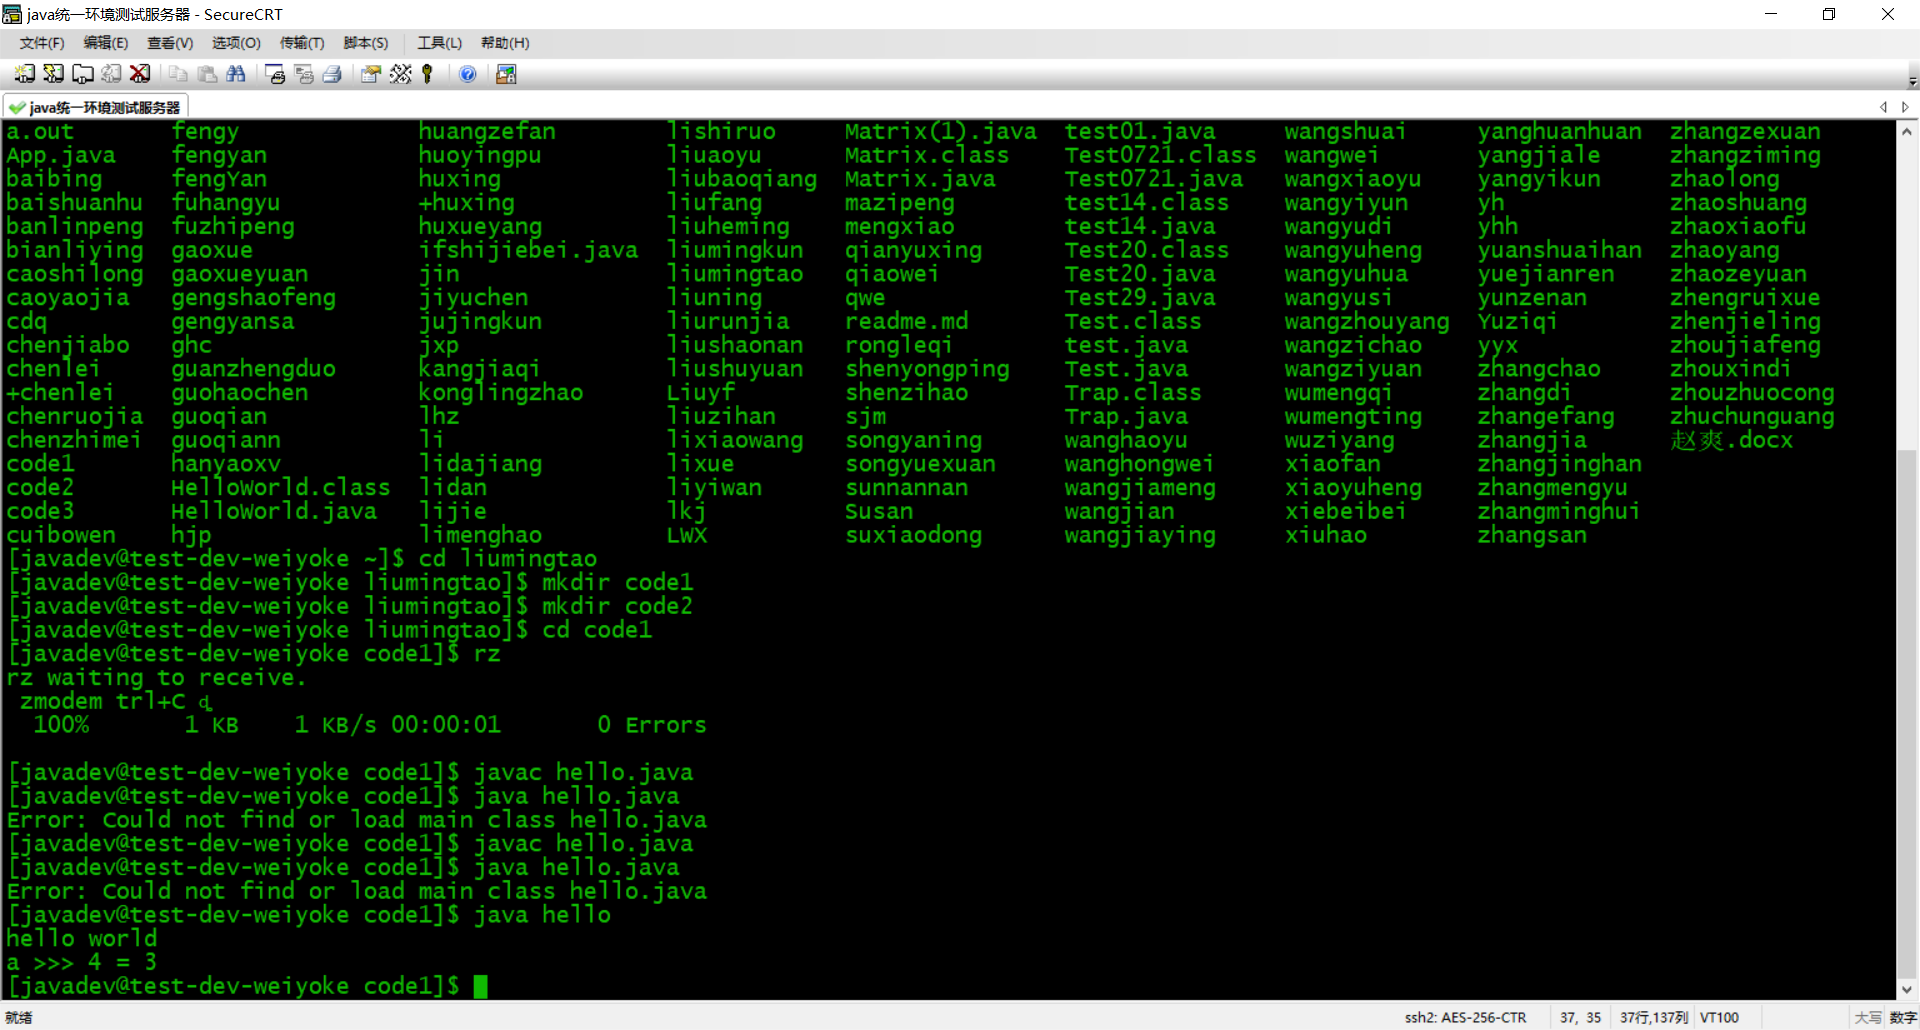 java统一环境测试服务器 - SecureCRT
文件(F) 编辑(E) 查看(V) 选项(O) 传输(T) 脚本(S) 工具(L) 帮助(H)
java统一环境测试服务器
a.out fengy huangzefan lishiruo Matrix(1).java test01.java wangshuai yanghuanhuan zhangzexuan
App.java fengyan huoyingpu liuaoyu Matrix.class Test0721.class wangwei yangjiale zhangziming
baibing fengYan huxing liubaoqiang Matrix.java Test0721.java wangxiaoyu yangyikun zhaolong
baishuanhu fuhangyu +huxing liufang mazipeng test14.class wangyiyun yh zhaoshuang
banlinpeng fuzhipeng huxueyang liuheming mengxiao test14.java wangyudi yhh zhaoxiaofu
bianliying gaoxue ifshijiebei.java liumingkun qianyuxing Test20.class wangyuheng yuanshuaihan zhaoyang
caoshilong gaoxueyuan jin liumingtao qiaowei Test20.java wangyuhua yuejianren zhaozeyuan
caoyaojia gengshaofeng jiyuchen liuning qwe Test29.java wangyusi yunzenan zhengruixue
cdq gengyansa jujingkun liurunjia readme.md Test.class wangzhouyang Yuziqi zhenjieling
chenjiabo ghc jxp liushaonan rongleqi test.java wangzichao yyx zhoujiafeng
chenlei guanzhengduo kangjiaqi liushuyuan shenyongping Test.java wangziyuan zhangchao zhouxindi
+chenlei guohaochen konglingzhao Liuyf shenzihao Trap.class wumengqi zhangdi zhouzhuocong
chenruojia guoqian lhz liuzihan sjm Trap.java wumengting zhangefang zhuchunguang
chenzhimei guoqiann li lixiaowang songyaning wanghaoyu wuziyang zhangjia 赵爽.docx
code1 hanyaoxv lidajiang lixue songyuexuan wanghongwei xiaofan zhangjinghan
code2 HelloWorld.class lidan liyiwan sunnannan wangjiameng xiaoyuheng zhangmengyu
code3 HelloWorld.java lijie lkj Susan wangjian xiebeibei zhangminghui
cuibowen hjp limenghao LWX suxiaodong wangjiaying xiuhao zhangsan
[javadev@test-dev-weiyoke ~]$ cd liumingtao
[javadev@test-dev-weiyoke liumingtao]$ mkdir code1
[javadev@test-dev-weiyoke liumingtao]$ mkdir code2
[javadev@test-dev-weiyoke liumingtao]$ cd code1
[javadev@test-dev-weiyoke code1]$ rz
rz waiting to receive.
zmodem trl+C
100% 1 KB 1 KB/s 00:00:01 0 Errors
[javadev@test-dev-weiyoke code1]$ javac hello.java
[javadev@test-dev-weiyoke code1]$ java hello.java
Error: Could not find or load main class hello.java
[javadev@test-dev-weiyoke code1]$ javac hello.java
[javadev@test-dev-weiyoke code1]$ java hello.java
Error: Could not find or load main class hello.java
[javadev@test-dev-weiyoke code1]$ java hello
hello world
a >>> 4 = 3
[javadev@test-dev-weiyoke code1]$
就绪 ssh2: AES-256-CTR 37, 35 37行,137列 VT100 大写 数字